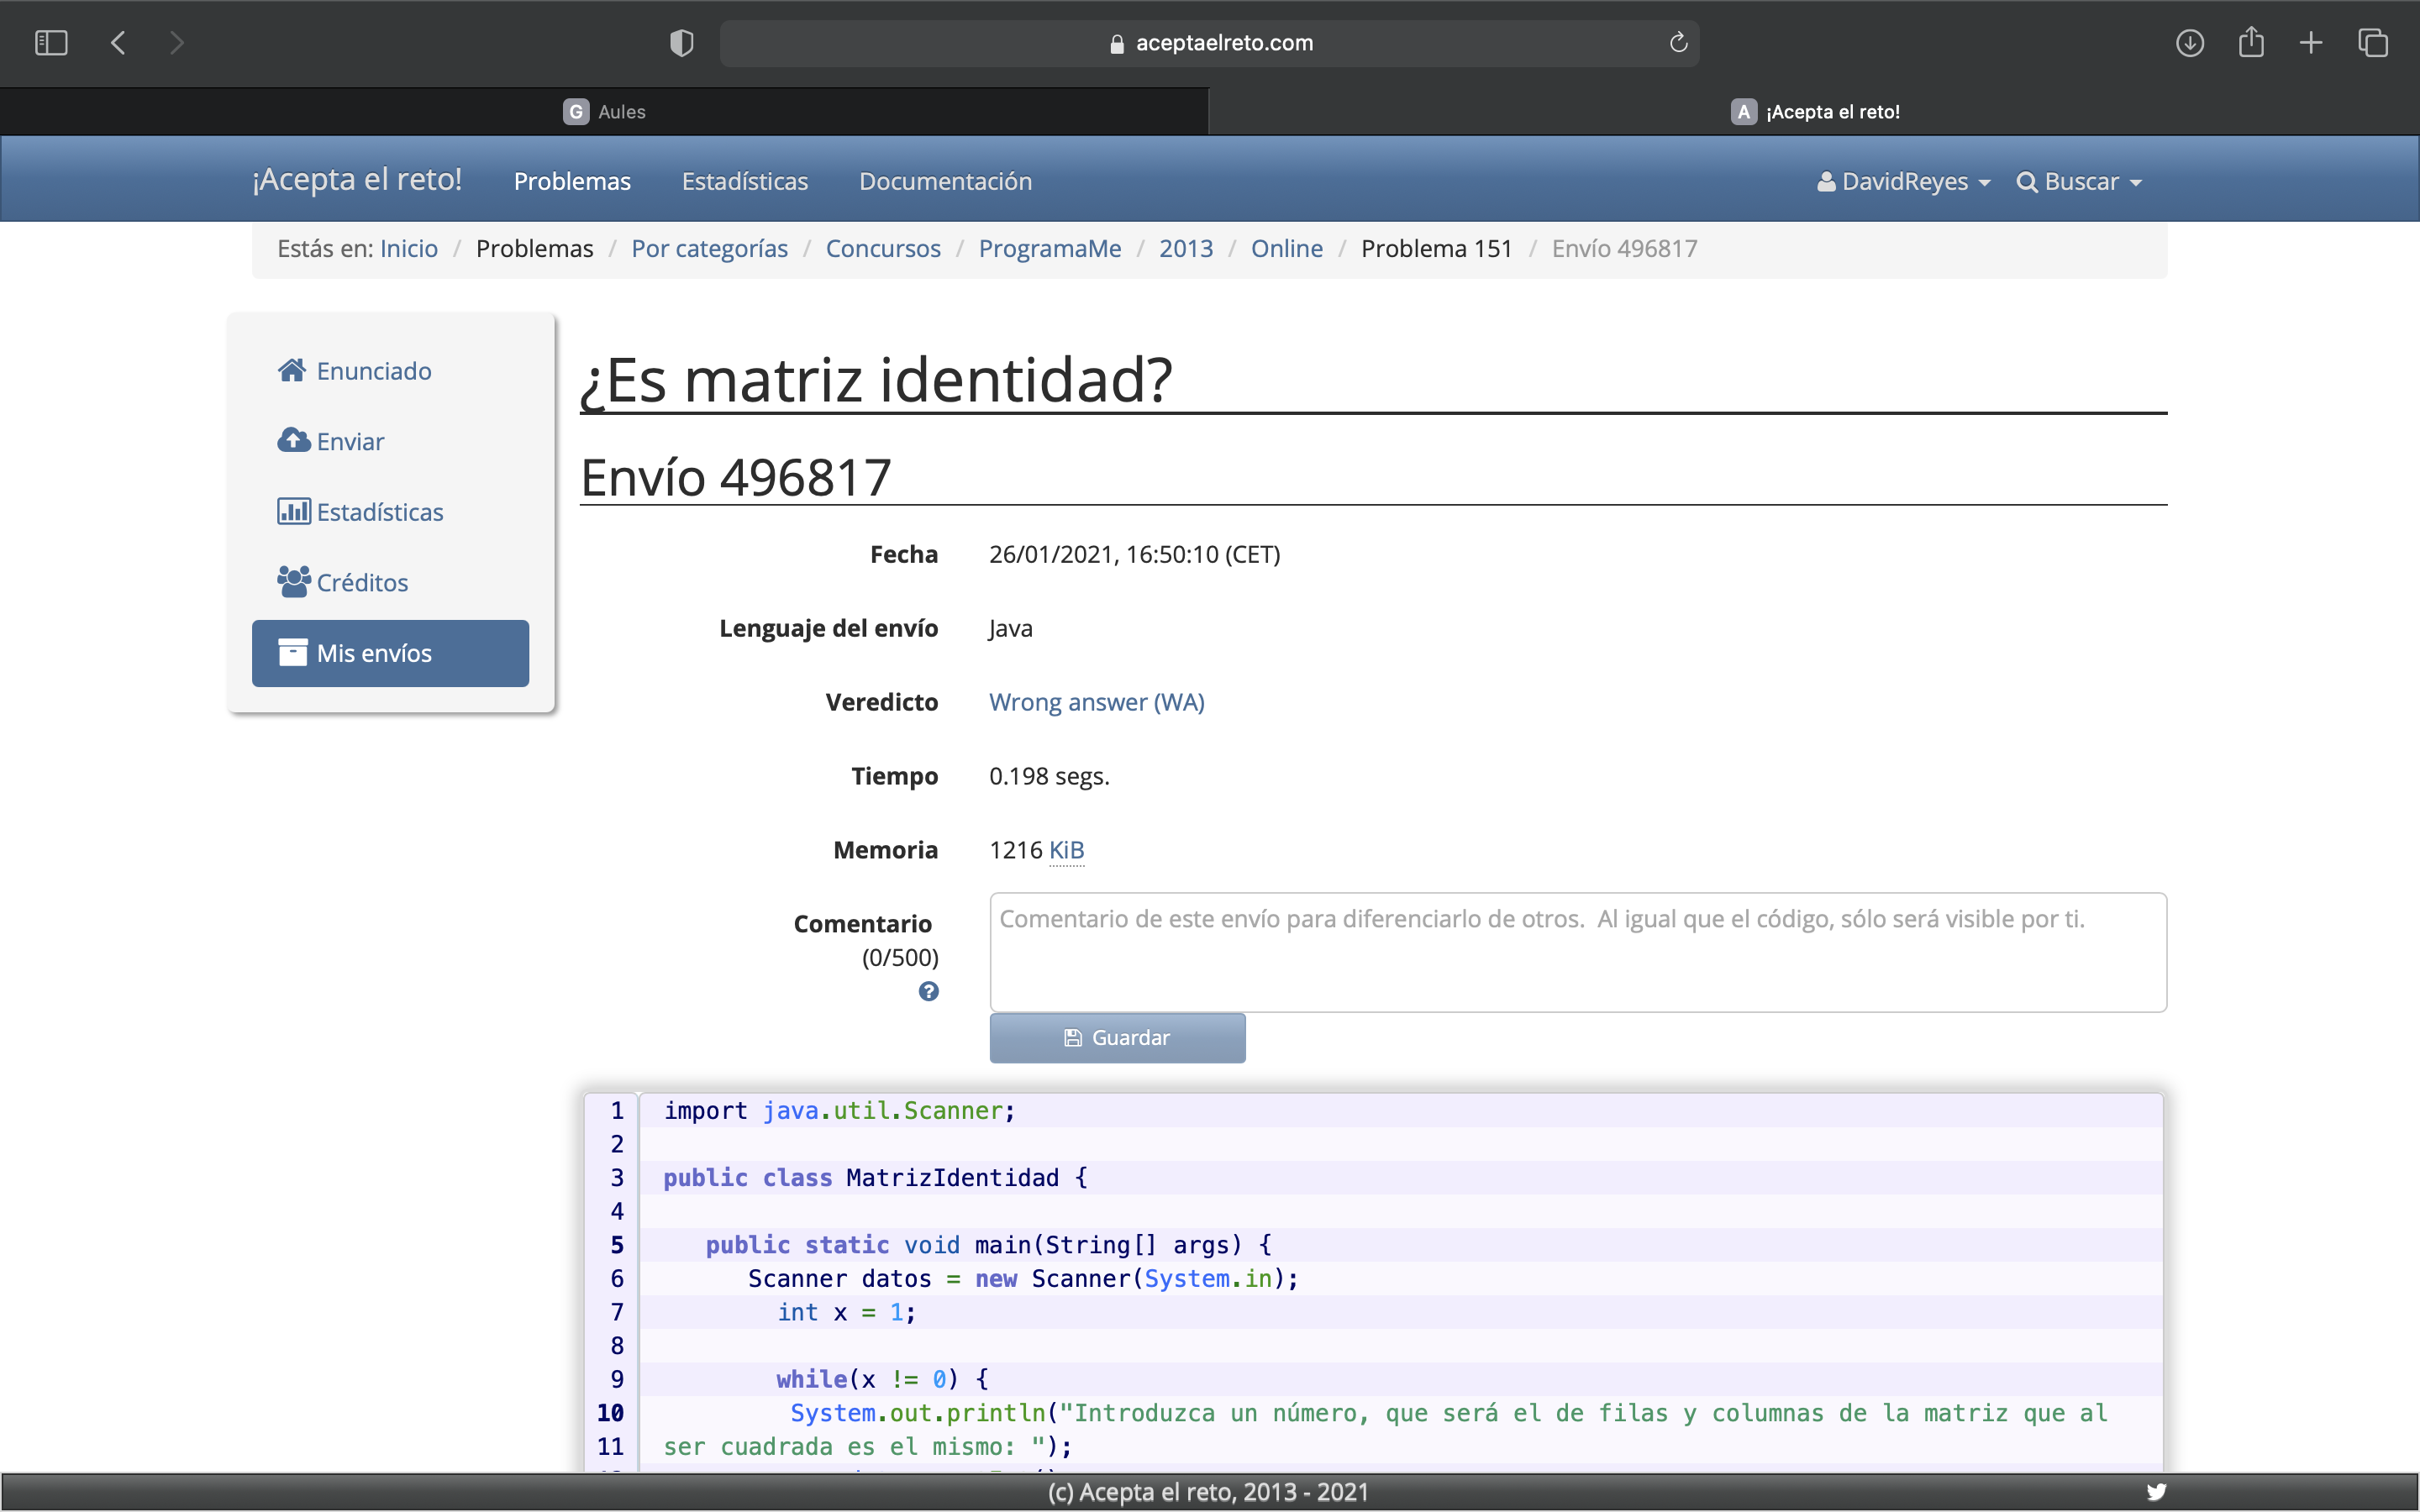 aceptaelreto.com
G Aules
A ¡Acepta el reto!
¡Acepta el reto! Problemas Estadísticas Documentación DavidReyes Buscar
Estás en: Inicio / Problemas / Por categorías / Concursos / ProgramaMe / 2013 / Online / Problema 151 / Envío 496817
Enunciado
Enviar
Estadísticas
Créditos
Mis envíos
¿Es matriz identidad?
Envío 496817
Fecha 26/01/2021, 16:50:10 (CET)
Lenguaje del envío Java
Veredicto Wrong answer (WA)
Tiempo 0.198 segs.
Memoria 1216 KiB
Comentario
(0/500)
?
Comentario de este envío para diferenciarlo de otros. Al igual que el código, sólo será visible por ti.
Guardar
1 import java.util.Scanner;
2
3 public class MatrizIdentidad {
4
5 public static void main(String[] args) {
6 Scanner datos = new Scanner(System.in);
7 int x = 1;
8
9 while(x != 0) {
10 System.out.println("Introduzca un número, que será el de filas y columnas de la matriz que al
11 ser cuadrada es el mismo: ");
(c) Acepta el reto, 2013 - 2021